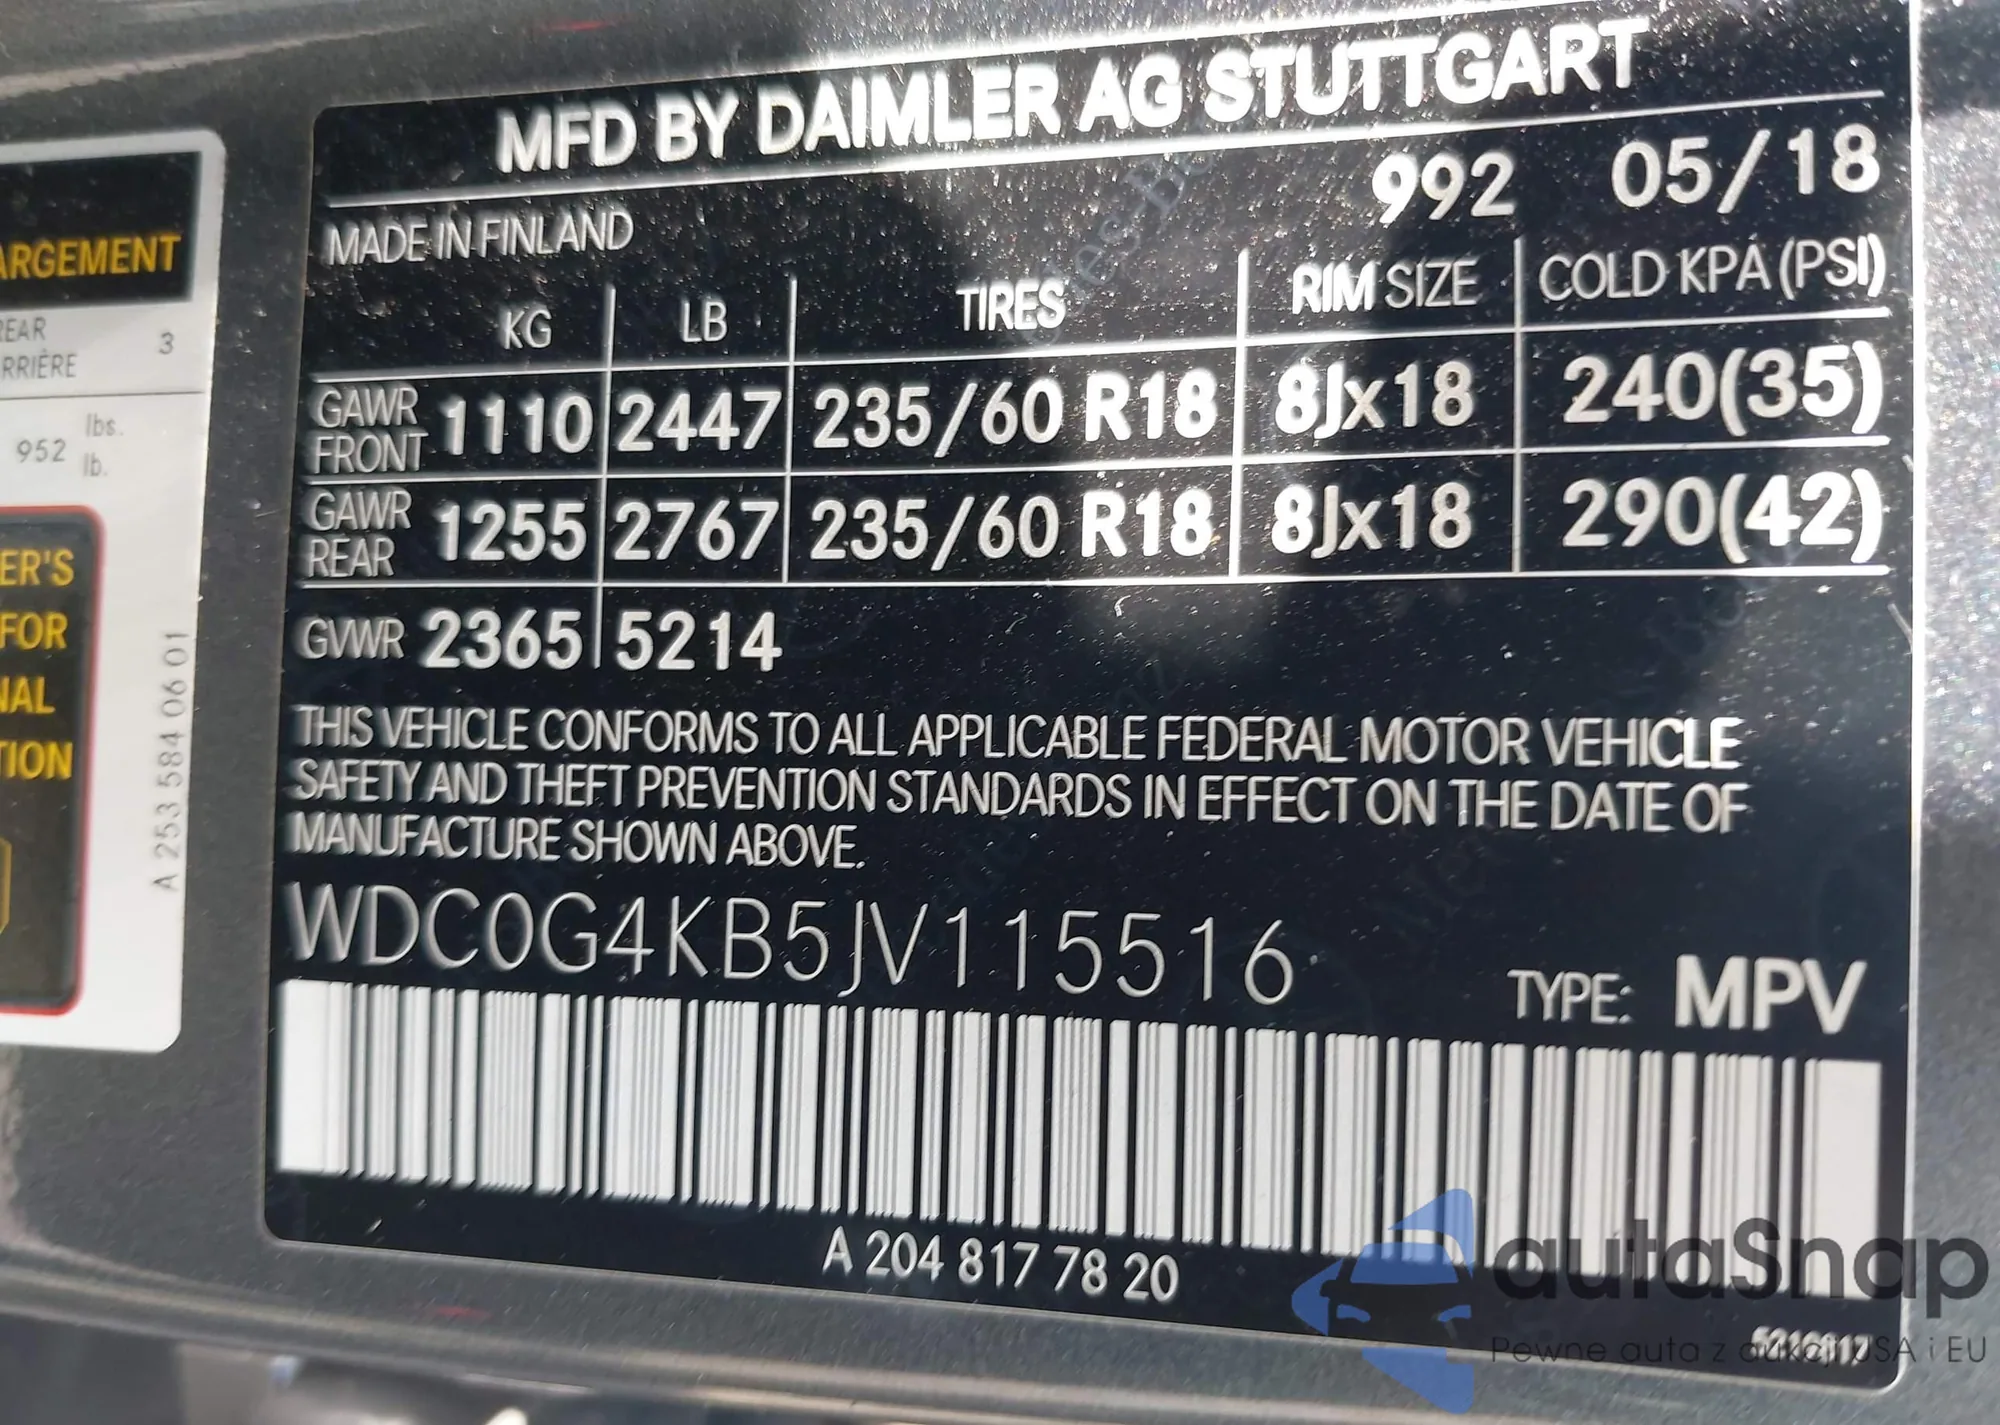 MFD BY DAIMLER AG STUTTGART
992 05/18
MADE IN FINLAND
KG LB TIRES RIM SIZE COLD KPA (PSI)
GAWR FRONT 1110 2447 235/60 R18 8Jx18 240(35)
GAWR REAR 1255 2767 235/60 R18 8Jx18 290(42)
GVWR 2365 5214
THIS VEHICLE CONFORMS TO ALL APPLICABLE FEDERAL MOTOR VEHICLE
SAFETY AND THEFT PREVENTION STANDARDS IN EFFECT ON THE DATE OF
MANUFACTURE SHOWN ABOVE.
WDC0G4KB5JV115516
TYPE: MPV
A 204 817 78 20
ARGEMENT
REAR
RRIÈRE 3
952 lbs.
lb.
ER'S
FOR
NAL
TION
A 253 584 06 01
autaSnap
Pewne auta z aukcji USA i EU